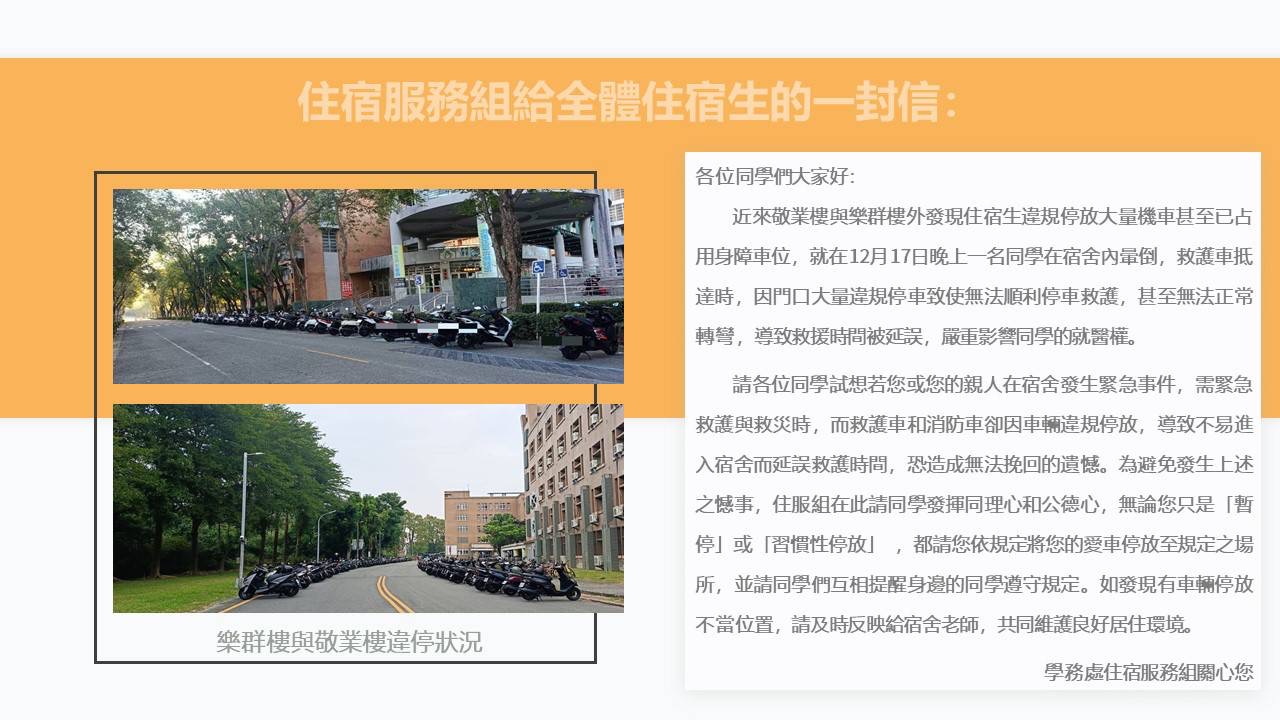 住宿服務組給全體住宿生的一封信：
各位同學們大家好：
近來敬業樓與樂群樓外發現住宿生違規停放大量機車甚至已占
用身障車位，就在12月17日晚上一名同學在宿舍內暈倒，救護車抵
達時，因門口大量違規停車致使無法順利停車救護，甚至無法正常
轉彎，導致救援時間被延誤，嚴重影響同學的就醫權。
請各位同學試想若您或您的親人在宿舍發生緊急事件，需緊急
救護與救災時，而救護車和消防車卻因車輛違規停放，導致不易進
入宿舍而延誤救護時間，恐造成無法挽回的遺憾。為避免發生上述
之憾事，住服組在此請同學發揮同理心和公德心，無論您只是「暫
停」或「習慣性停放」，都請您依規定將您的愛車停放至規定之場
所，並請同學們互相提醒身邊的同學遵守規定。如發現有車輛停放
不當位置，請及時反映給宿舍老師，共同維護良好居住環境。
學務處住宿服務組關心您
樂群樓與敬業樓違停狀況